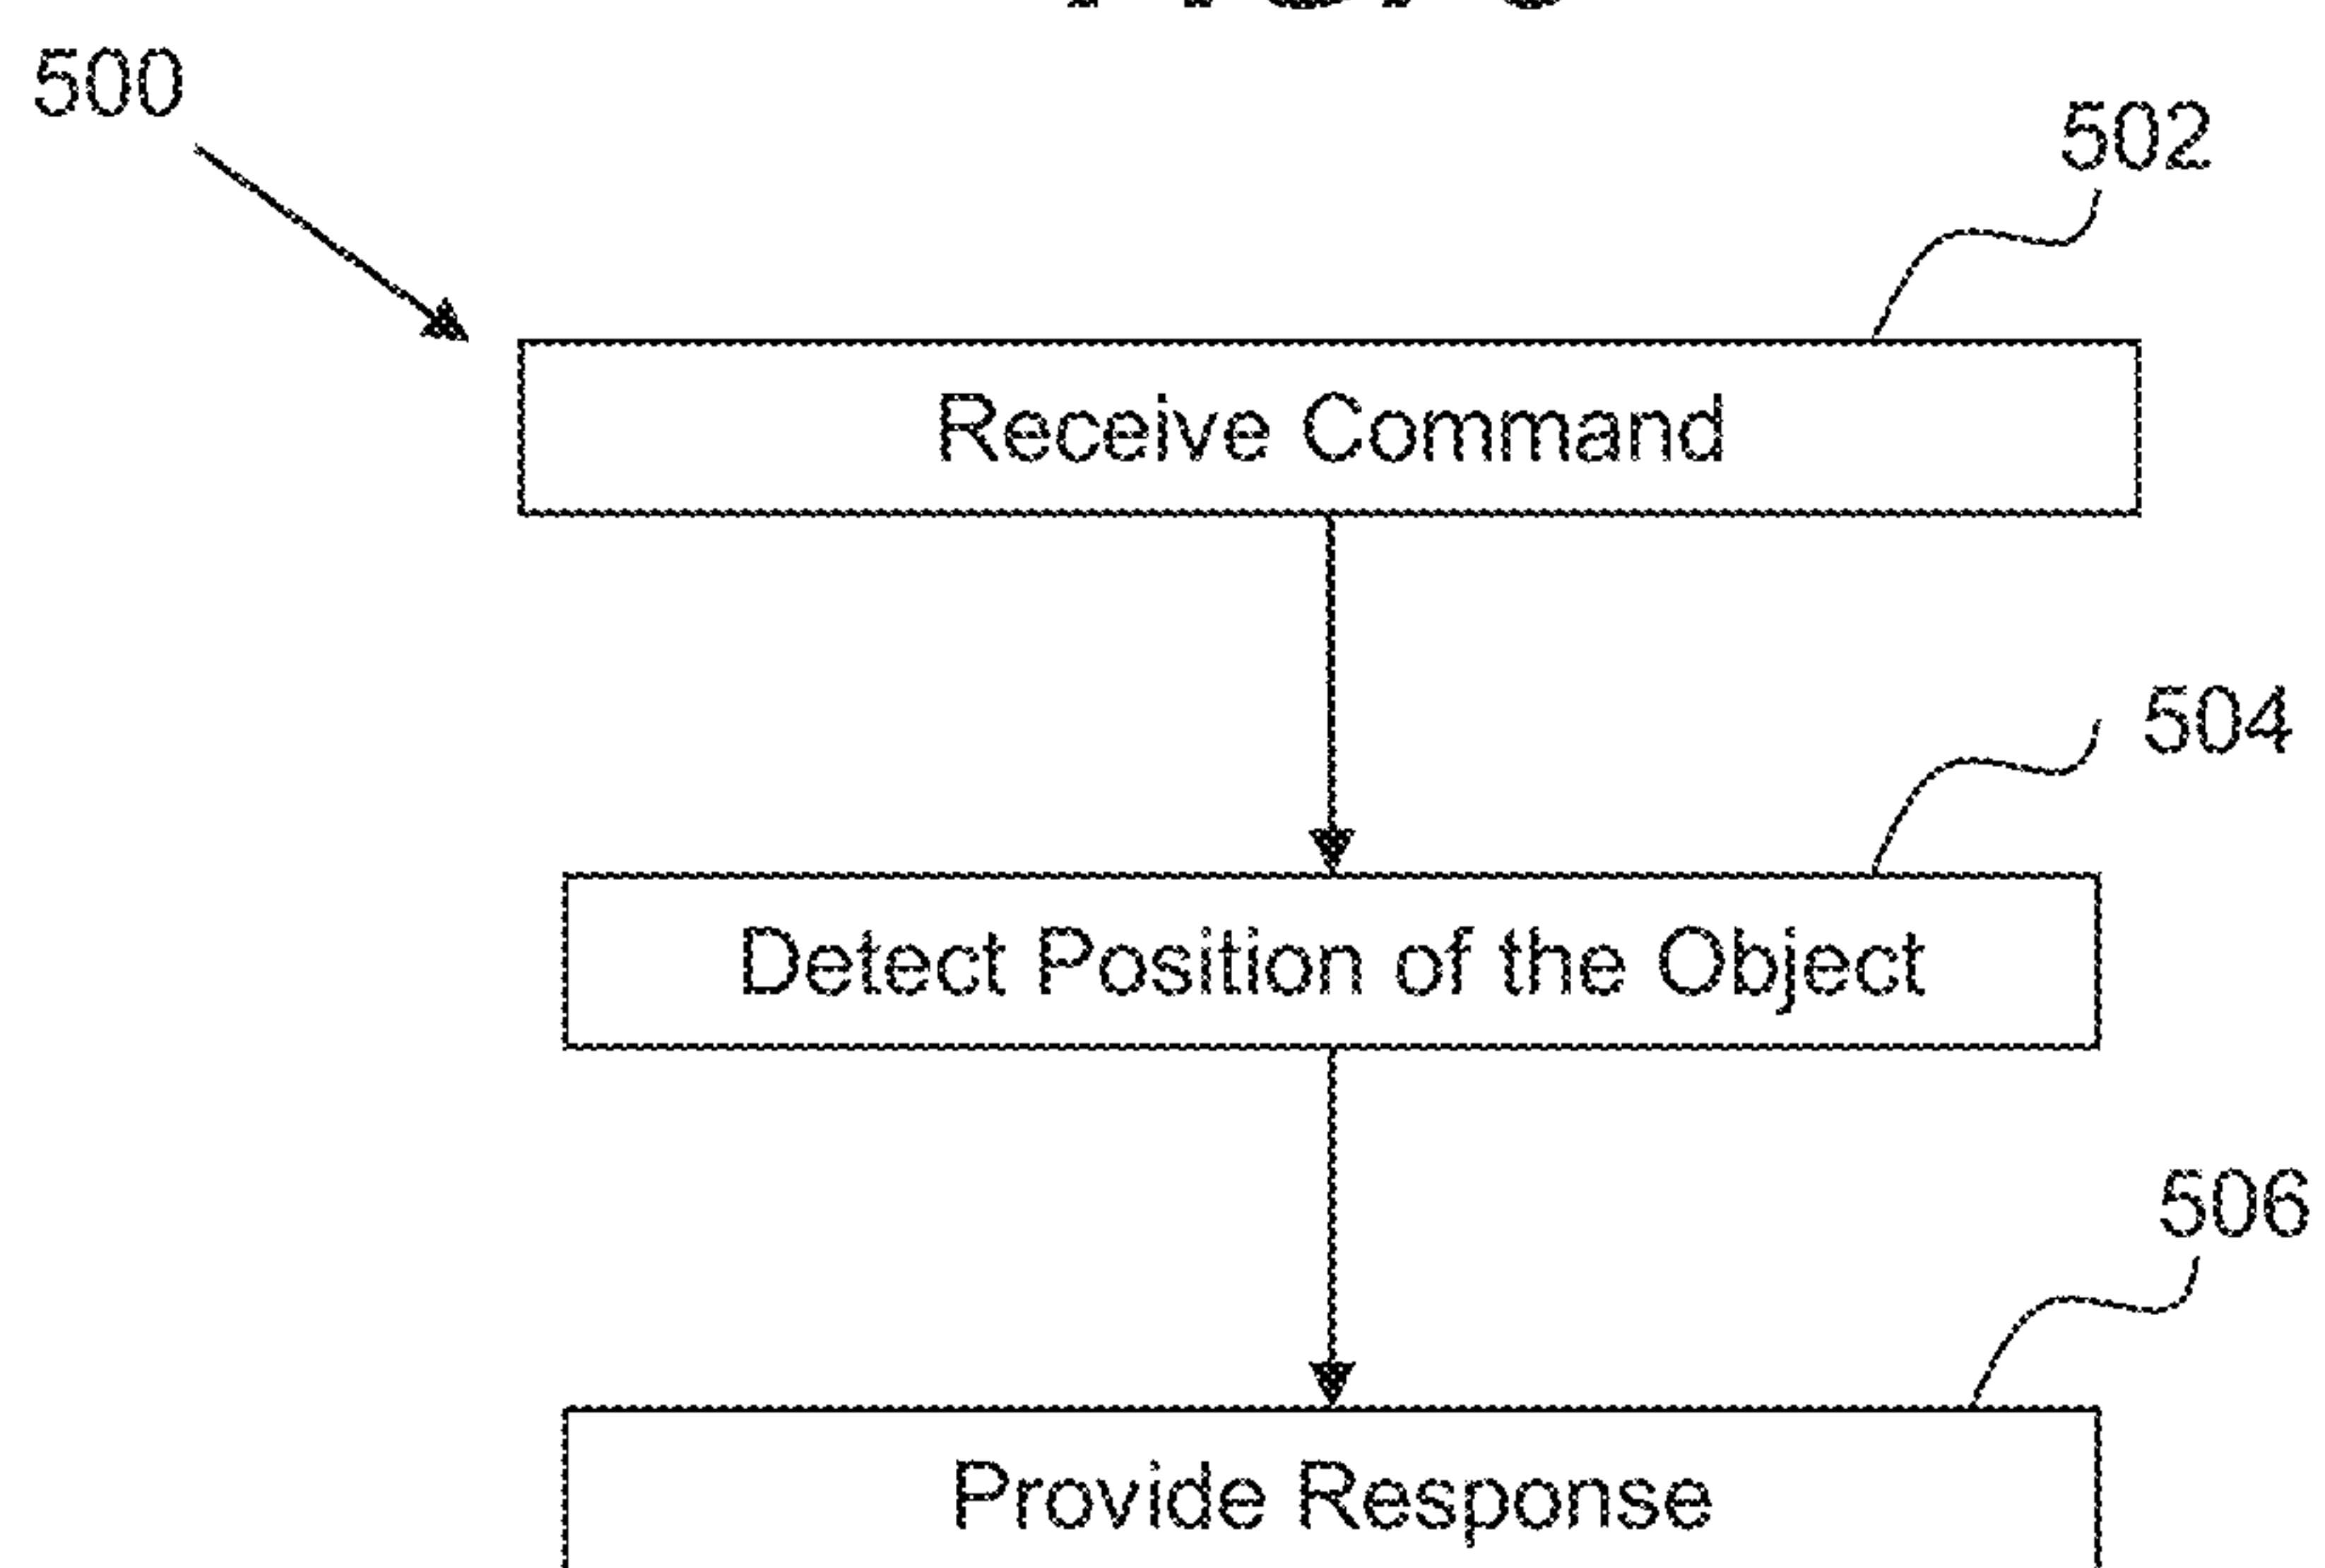 500
502
Receive Command
504
Detect Position of the Object
506
Provide Response